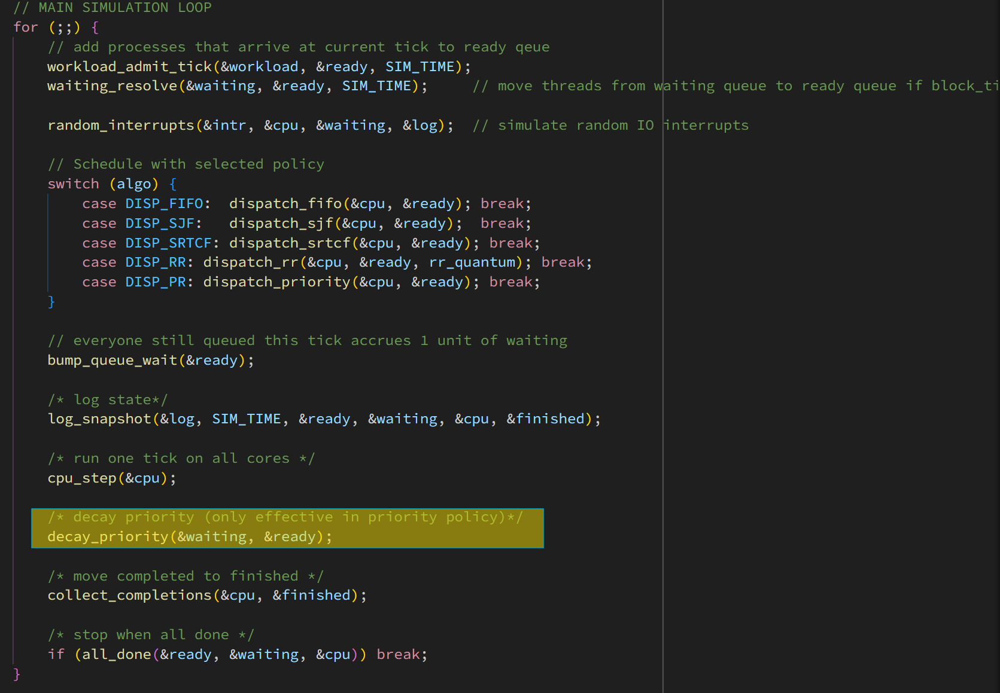 // MAIN SIMULATION LOOP
for (;;) {
// add processes that arrive at current tick to ready qeue
workload_admit_tick(&workload, &ready, SIM_TIME);
waiting_resolve(&waiting, &ready, SIM_TIME);     // move threads from waiting queue to ready queue if block_ti
random_interrupts(&intr, &cpu, &waiting, &log);  // simulate random IO interrupts
// Schedule with selected policy
switch (algo) {
case DISP_FIFO:  dispatch_fifo(&cpu, &ready); break;
case DISP_SJF:   dispatch_sjf(&cpu, &ready);  break;
case DISP_SRTCF: dispatch_srtcf(&cpu, &ready); break;
case DISP_RR: dispatch_rr(&cpu, &ready, rr_quantum); break;
case DISP_PR: dispatch_priority(&cpu, &ready); break;
}
// everyone still queued this tick accrues 1 unit of waiting
bump_queue_wait(&ready);
/* log state*/
log_snapshot(&log, SIM_TIME, &ready, &waiting, &cpu, &finished);
/* run one tick on all cores */
cpu_step(&cpu);
/* decay priority (only effective in priority policy)*/
decay_priority(&waiting, &ready);
/* move completed to finished */
collect_completions(&cpu, &finished);
/* stop when all done */
if (all_done(&ready, &waiting, &cpu)) break;
}